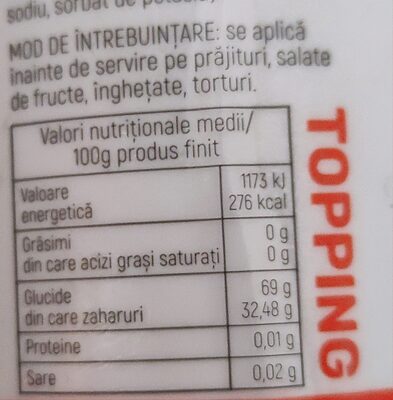 sodiu, sorbat de
MOD DE ÎNTREBUINȚARE: se aplică
înainte de servire pe prăjituri, salate
de fructe, înghețate, torturi.
Valori nutriționale medii/
100g produs finit
Valoare energetică 1173 kJ
276 kcal
Grăsimi 0 g
din care acizi grași saturați 0 g
Glucide 69 g
din care zaharuri 32,48 g
Proteine 0,01 g
Sare 0,02 g
TOPPING